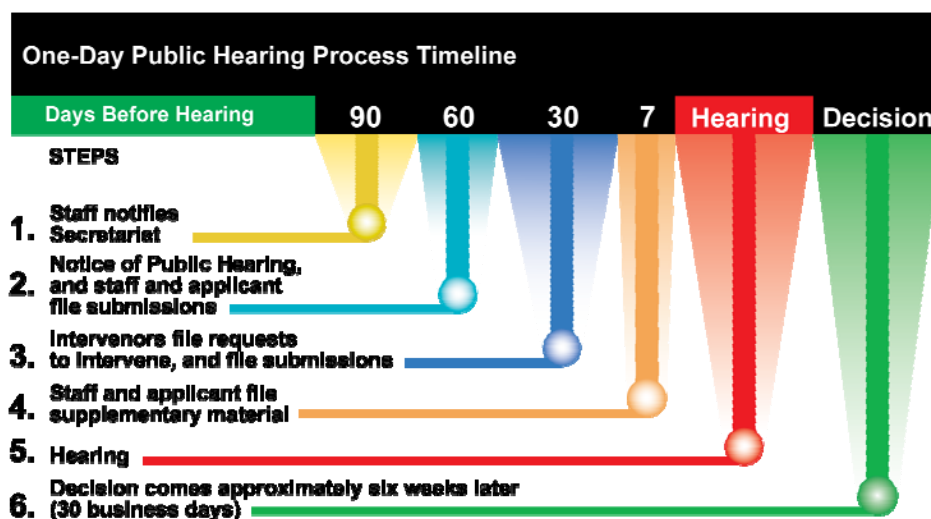 One-Day Public Hearing Process Timeline
Days Before Hearing 90 60 30 7 Hearing Decision
STEPS
1. Staff notifies
Secretariat
2. Notice of Public Hearing,
and staff and applicant
file submissions
3. Intervenors file requests
to intervene, and file submissions
4. Staff and applicant file
supplementary material
5. Hearing
6. Decision comes approximately six weeks later
(30 business days)